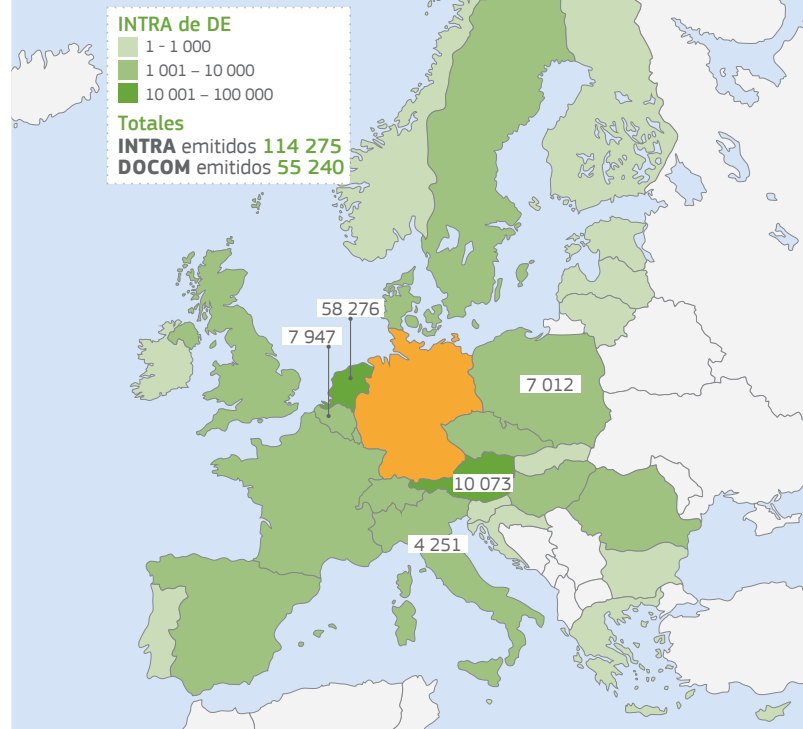 INTRA de DE
1 - 1 000
1 001 – 10 000
10 001 – 100 000
Totales
INTRA emitidos 114 275
DOCOM emitidos 55 240
58 276
7 947
7 012
10 073
4 251